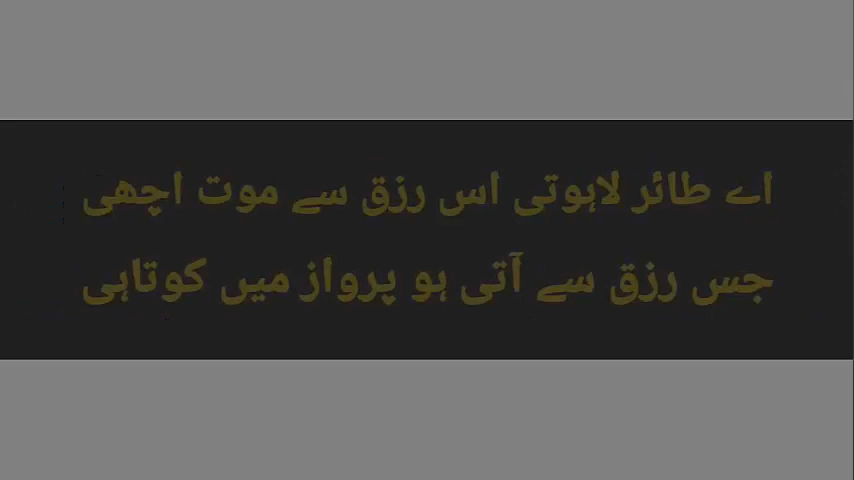 اے طائر لاہوتی اس رزق سے موت اچھی
جس رزق سے آتی ہو پرواز میں کوتاہی